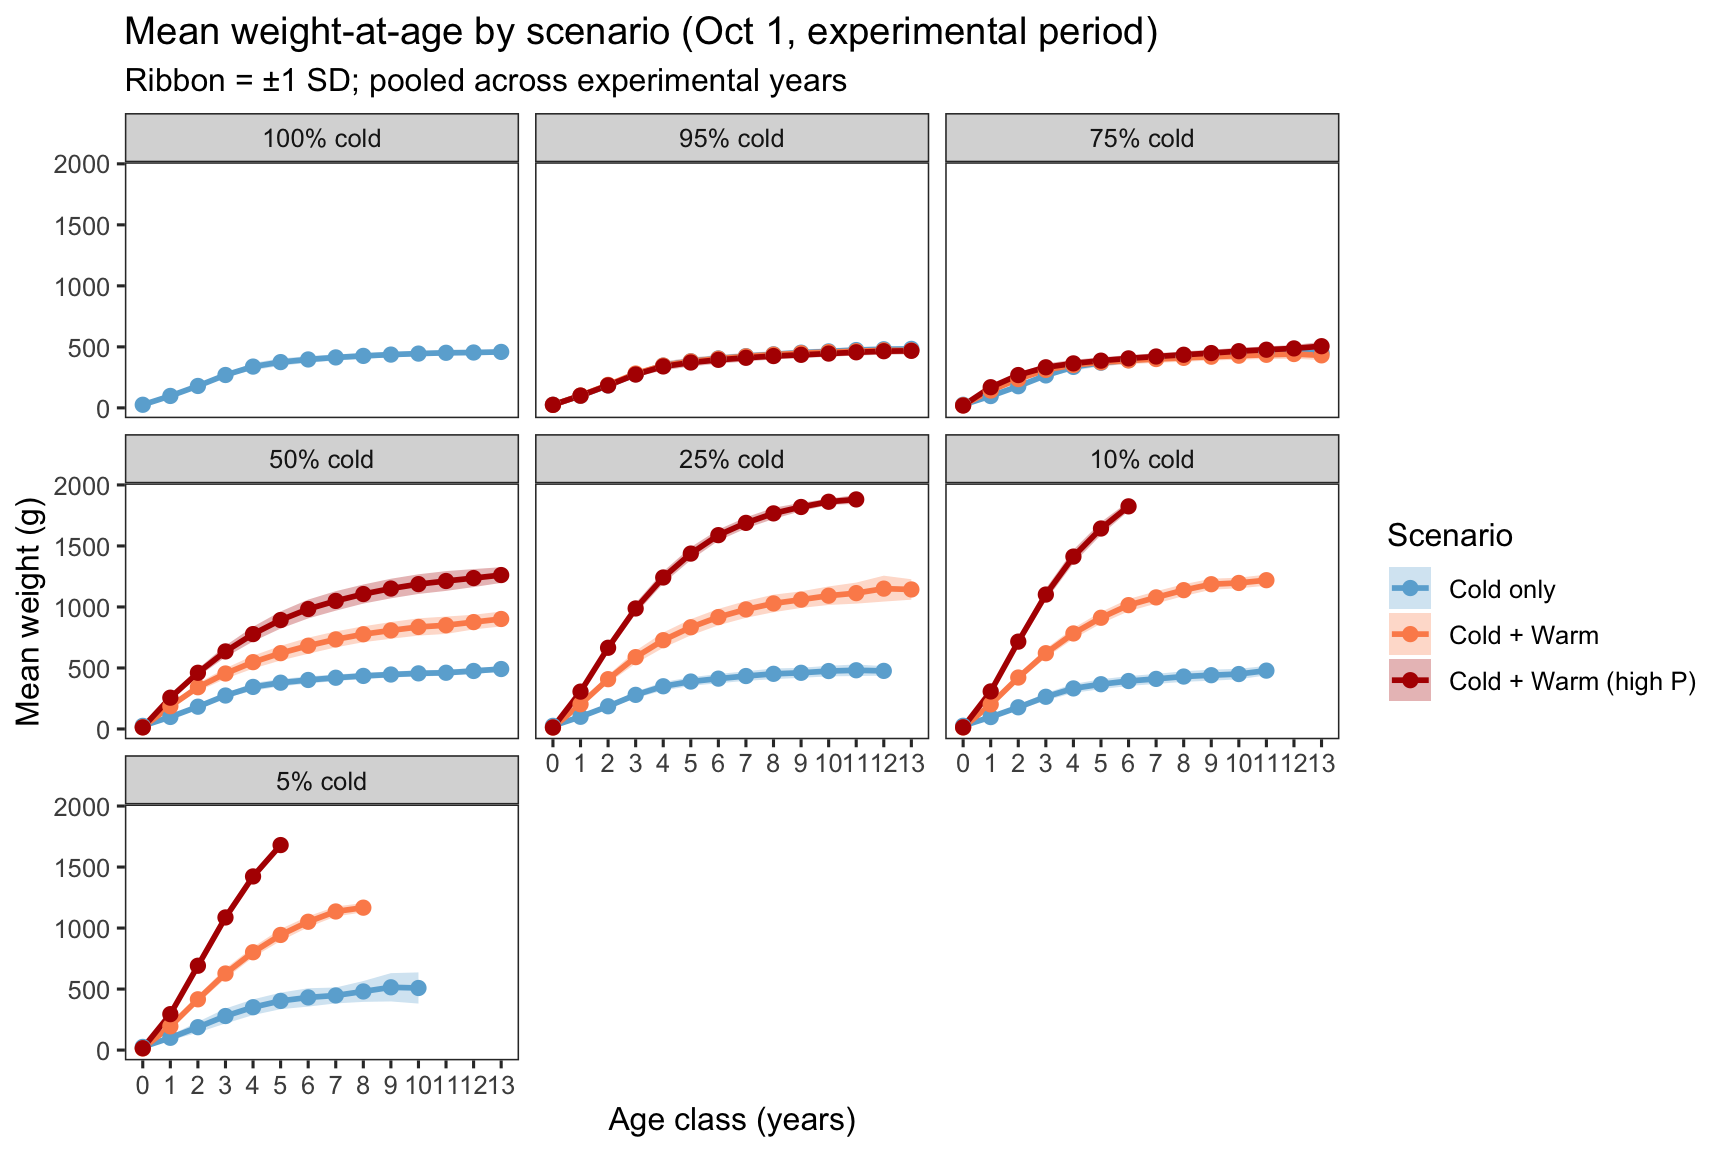 Mean weight-at-age by scenario (Oct 1, experimental period)
Ribbon = ±1 SD; pooled across experimental years
100% cold
95% cold
75% cold
2000
1500
1000
500
0
50% cold
25% cold
10% cold
2000
1500
1000
500
0
0 1 2 3 4 5 6 7 8 9 10 11 12 13
0 1 2 3 4 5 6 7 8 9 10 11 12 13
5% cold
2000
1500
1000
500
0
0 1 2 3 4 5 6 7 8 9 10 11 12 13
Mean weight (g)
Age class (years)
Scenario
Cold only
Cold + Warm
Cold + Warm (high P)